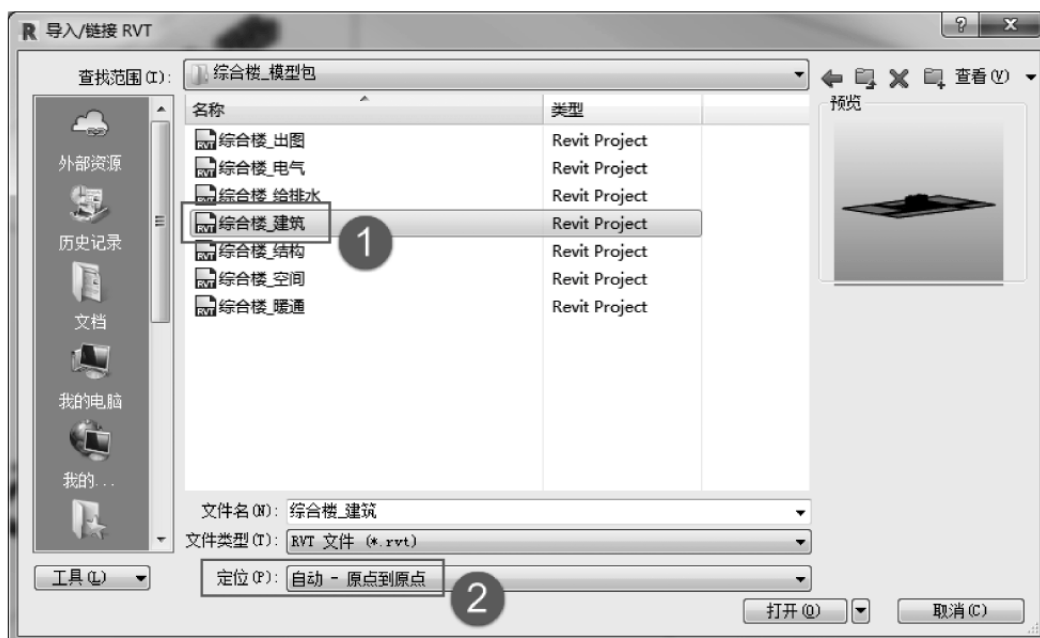 导入/链接 RVT
查找范围(I): 综合楼_模型包 查看(V)
名称 类型 预览
综合楼_出图 Revit Project
综合楼_电气 Revit Project
综合楼_给排水 Revit Project
综合楼_建筑 Revit Project
综合楼_结构 Revit Project
综合楼_空间 Revit Project
综合楼_暖通 Revit Project
1
外部资源
历史记录
文档
我的电脑
我的...
文件名(N): 综合楼_建筑
文件类型(T): RVT 文件 (*.rvt)
工具(L) 定位(P): 自动 - 原点到原点
2
打开(O) 取消(C)